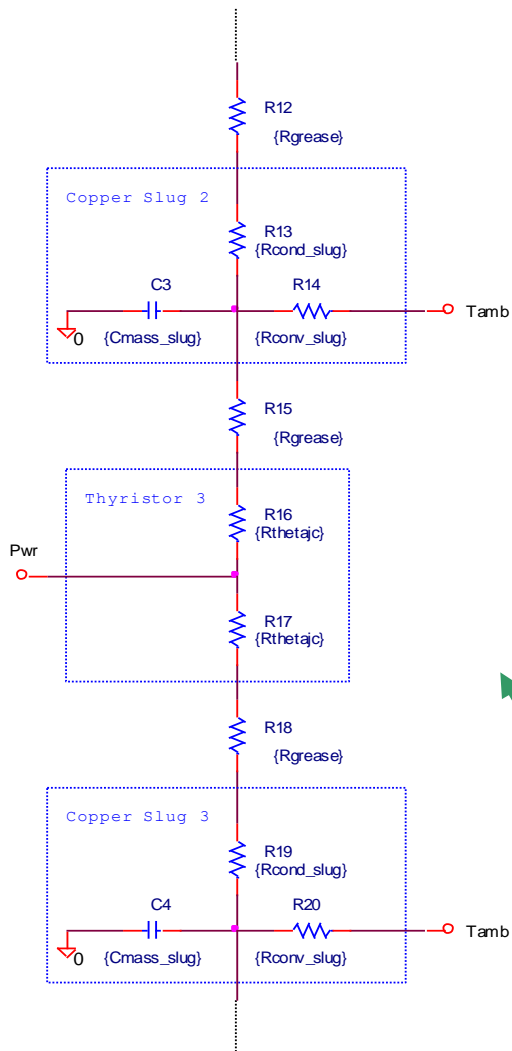 R12
{Rgrease}
Copper Slug 2
R13
{Rcond_slug}
C3
R14
Tamb
0
{Cmass_slug}
{Rconv_slug}
R15
{Rgrease}
Thyristor 3
R16
{Rthetajc}
Pwr
R17
{Rthetajc}
R18
{Rgrease}
Copper Slug 3
R19
{Rcond_slug}
C4
R20
Tamb
0
{Cmass_slug}
{Rconv_slug}